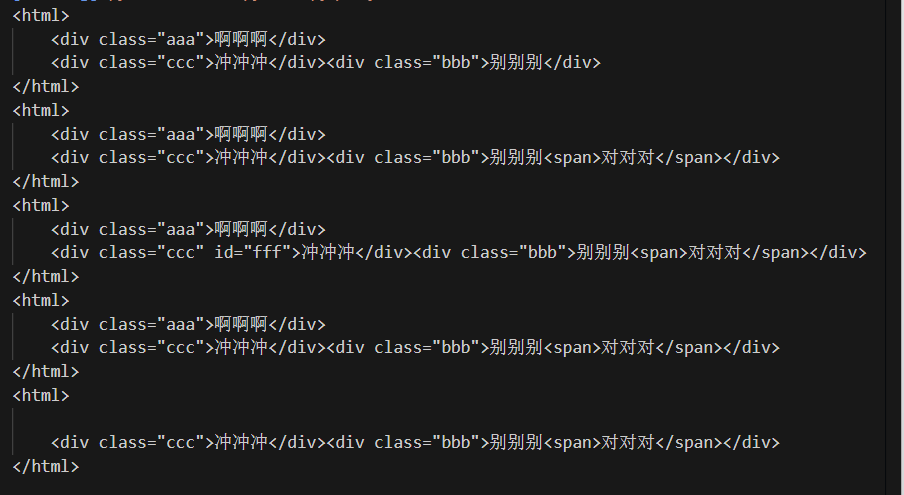 <html>
    <div class="aaa">啊啊啊</div>
    <div class="ccc">冲冲冲</div><div class="bbb">别别别</div>
</html>
<html>
    <div class="aaa">啊啊啊</div>
    <div class="ccc">冲冲冲</div><div class="bbb">别别别<span>对对对</span></div>
</html>
<html>
    <div class="aaa">啊啊啊</div>
    <div class="ccc" id="fff">冲冲冲</div><div class="bbb">别别别<span>对对对</span></div>
</html>
<html>
    <div class="aaa">啊啊啊</div>
    <div class="ccc">冲冲冲</div><div class="bbb">别别别<span>对对对</span></div>
</html>
<html>

    <div class="ccc">冲冲冲</div><div class="bbb">别别别<span>对对对</span></div>
</html>